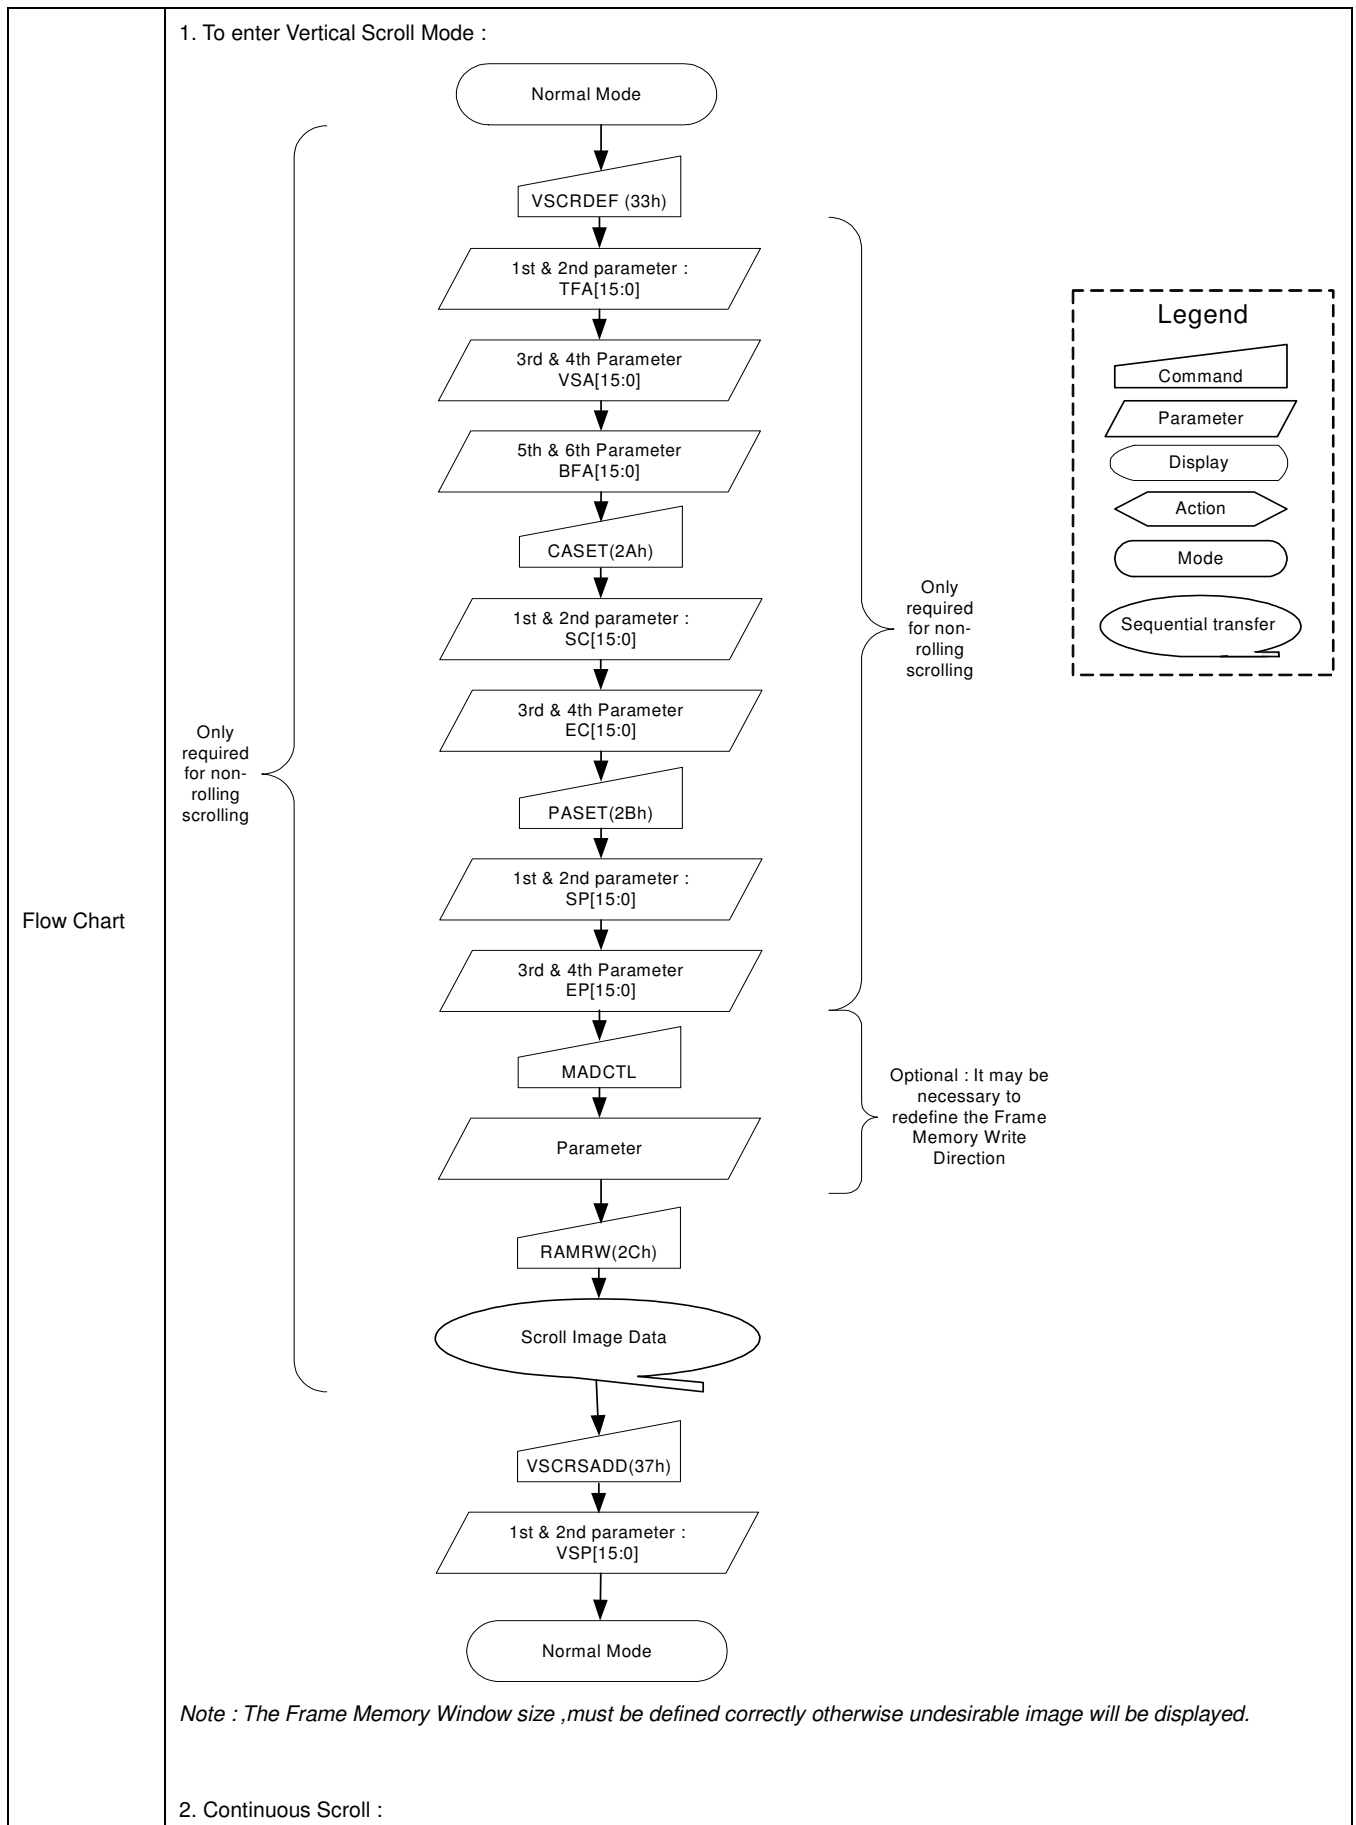 1. To enter Vertical Scroll Mode :
Normal Mode
VSCRDEF (33h)
1st & 2nd parameter :
TFA[15:0]
3rd & 4th Parameter
VSA[15:0]
5th & 6th Parameter
BFA[15:0]
CASET(2Ah)
1st & 2nd parameter :
SC[15:0]
3rd & 4th Parameter
EC[15:0]
PASET(2Bh)
1st & 2nd parameter :
SP[15:0]
3rd & 4th Parameter
EP[15:0]
MADCTL
Parameter
RAMRW(2Ch)
Scroll Image Data
VSCRSADD(37h)
1st & 2nd parameter :
VSP[15:0]
Normal Mode
Only
required
for non-
rolling
scrolling
Only
required
for non-
rolling
scrolling
Optional : It may be
necessary to
redefine the Frame
Memory Write
Direction
Legend
Command
Parameter
Display
Action
Mode
Sequential transfer
Flow Chart
Note : The Frame Memory Window size ,must be defined correctly otherwise undesirable image will be displayed.
2. Continuous Scroll :